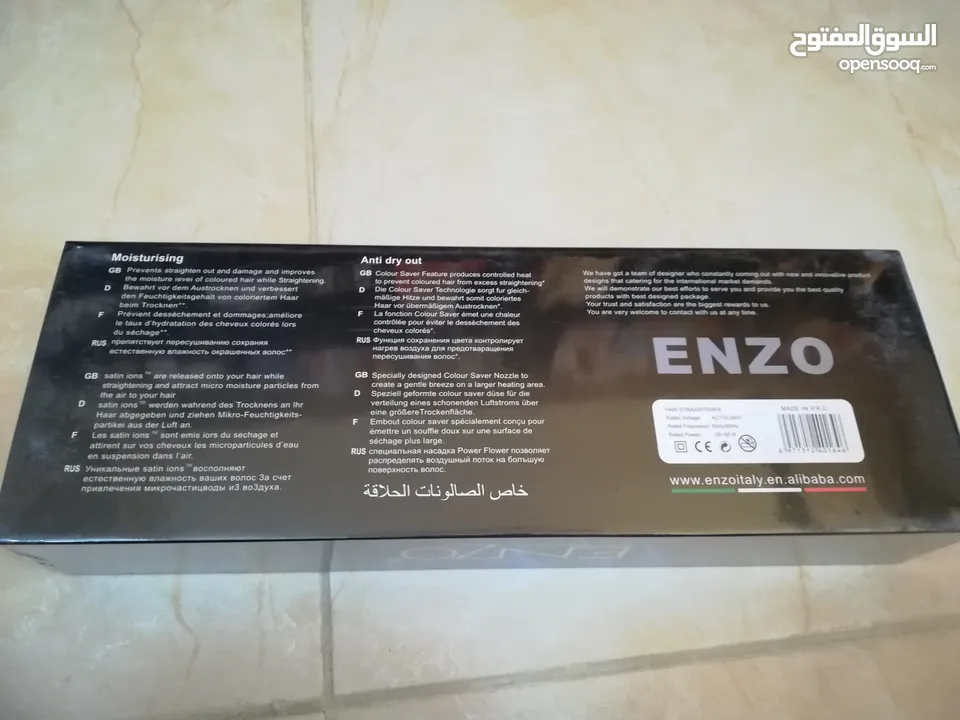 السوق المفتوح
opensooq.com
Moisturising
GB Prevents straighten out and damage and improves
the moisture level of coloured hair while Straightening.
D Bewahrt vor dem Austrocknen und verbessert
den Feuchtigkeitsgehalt von coloriertem Haar
beim Trocknen**.
F Prévient dessèchement et dommages;améliore
le taux d'hydratation des cheveux colorés lors
du séchage**.
RUS препятствует пересушиванию сохраняя
естественную влажность окрашенных волос**
GB satin ions™ are released onto your hair while
straightening and attract micro moisture particles from
the air to your hair
D satin ions™ werden wahrend des Trocknens an Ihr
Haar abgegeben und ziehen Mikro-Feuchtigkeits-
partikei aus der Luft an.
F Les satin ions™ sont emis iors du sechage et
attirent sur les cheveux les microparticules d'eau
en suspension dans l'air.
RUS Уникальные satin ions™ восполняют
естественную влажность ваших волос За счет
привлечения микрочастицводы иЗ воЗдуха.
Anti dry out
GB Colour Saver Feature produces controlled heat
to prevent coloured hair from excess straightening*
D Die Colour Saver Technologie sorgt fur gleich-
mäßige Hitze und bewahrt somit coloriertes
Haar vor übermäßigem Austrocknen*.
F La fonction Colour Saver émet une chaleur
contrôlée pour éviter le dessèchement des
cheveux colorés*.
RUS Функция сохранения цвета контролирует
нагрев воздуха для предотваращения
пересушивания волос*.
GB Specially designed Colour Saver Nozzle to
create a gentle breeze on a larger heating area.
D Speziell geformte colour saver düse für die
verteilung eines schonenden Luftstroms über
eine größereTrockenfläche.
F Embout colour saver spécialement conçu pour
émettre un souffle doux sur une surface de
séchage plus large.
RUS специальная насадка Power Flower позволяет
распределять воздушный поток на большую
поверхность волос.
خاص الصالونات الحلاقة
We have got a team of designer who constantly coming out with new and innovative product
designs that catering for the international market demands.
We will demonstrate our best efforts to serve you and provide you the best quality
products with best designed package.
Your trust and satisfaction are the biggest rewards to us.
You are very welcome to contact with us at any time.
ENZO
HAIR STRAIGHTENER MADE IN P.R.C.
Rated Voltage:
Rated Frequency: 50Hz/60Hz
Rated Power:
CE
www.enzoitaly.en.alibaba.com
ENZO